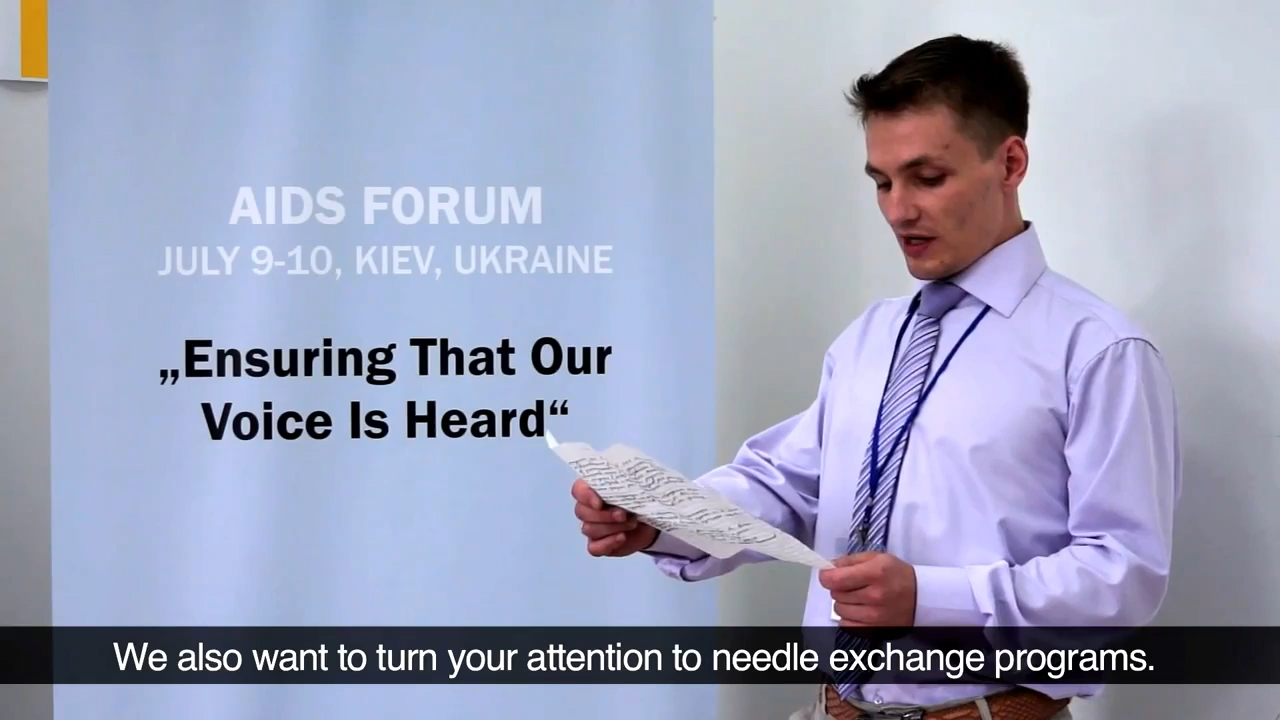 AIDS FORUM
JULY 9-10, KIEV, UKRAINE
„Ensuring That Our
Voice Is Heard“
We also want to turn your attention to needle exchange programs.